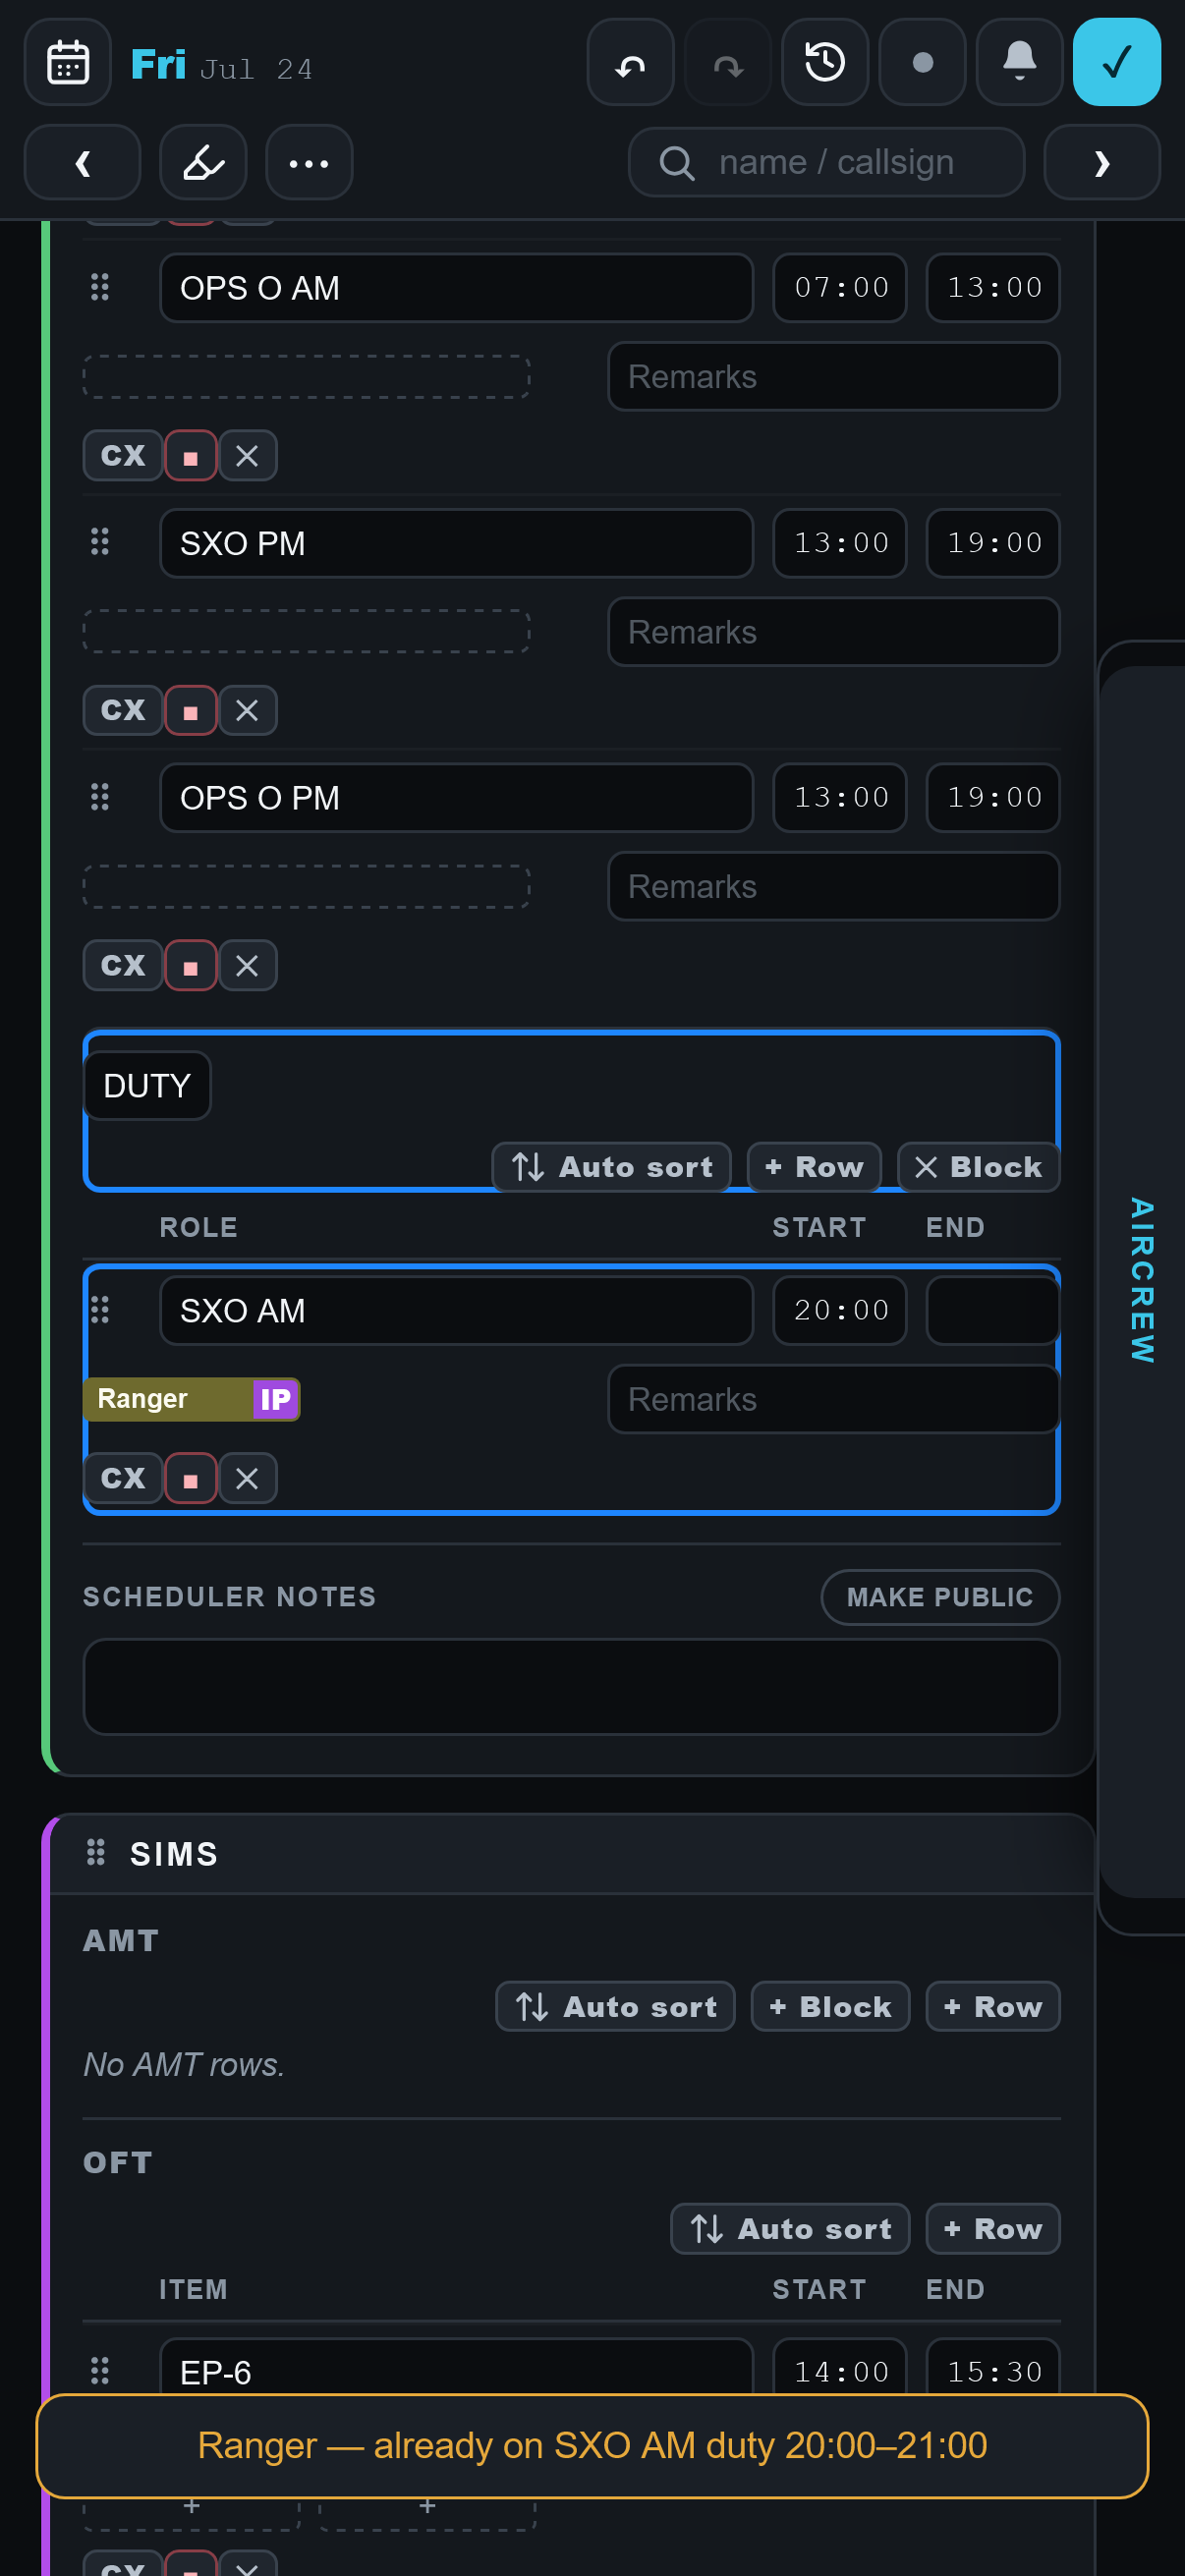 Fri Jul 24
name / callsign
OPS O AM 07:00 13:00
Remarks
CX
SXO PM 13:00 19:00
Remarks
CX
OPS O PM 13:00 19:00
Remarks
CX
DUTY
Auto sort + Row × Block
ROLE START END
SXO AM 20:00
Ranger IP Remarks
CX
AIRCREW
SCHEDULER NOTES MAKE PUBLIC
SIMS
AMT
Auto sort + Block + Row
No AMT rows.
OFT
Auto sort + Row
ITEM START END
EP-6 14:00 15:30
Ranger — already on SXO AM duty 20:00–21:00
+ +
CX